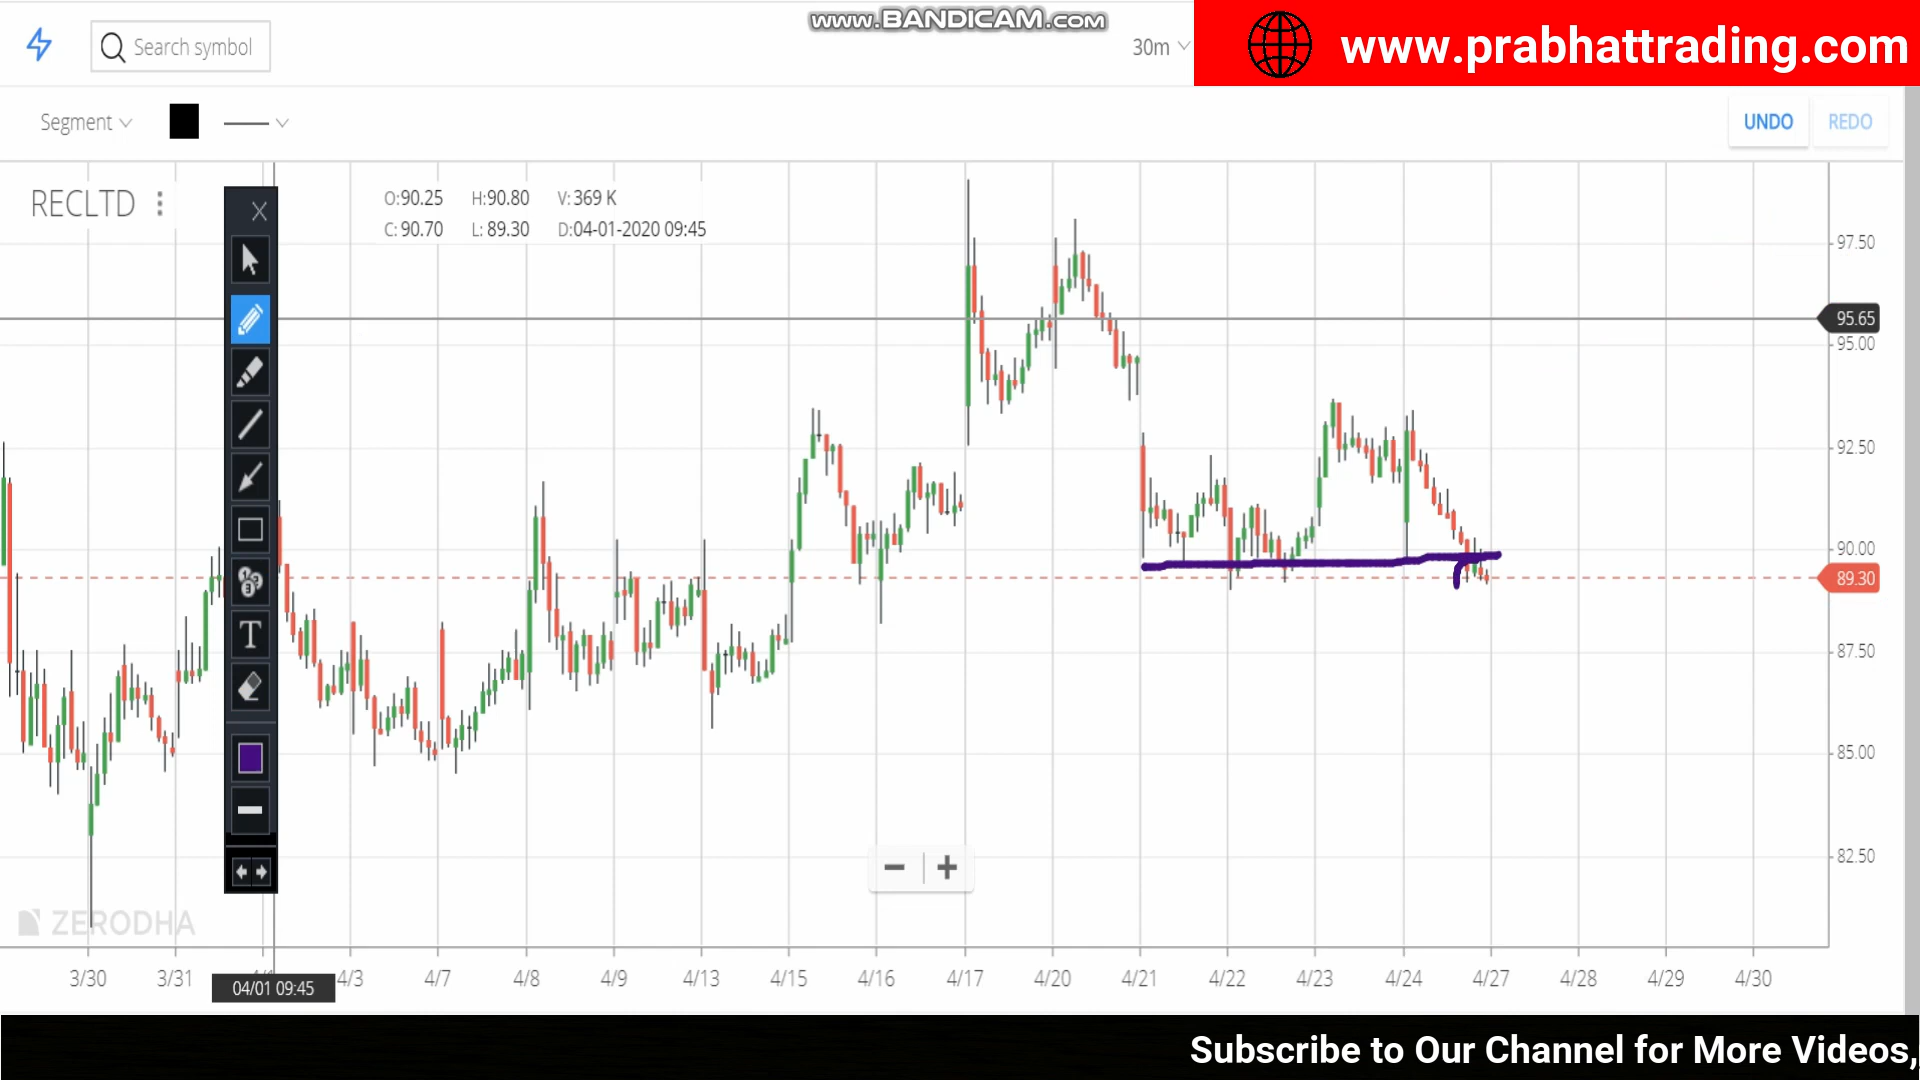 www.BANDICAM.com
Search symbol
30m
www.prabhattrading.com
Segment
UNDO
REDO
RECLTD
X
O:90.25 H:90.80 V:369 K
C:90.70 L:89.30 D:04-01-2020 09:45
97.50
95.65
95.00
92.50
90.00
89.30
87.50
85.00
82.50
T
ZERODHA
3/30 3/31 4/3 4/7 4/8 4/9 4/13 4/15 4/16 4/17 4/20 4/21 4/22 4/23 4/24 4/27 4/28 4/29 4/30
04/01 09:45
Subscribe to Our Channel for More Videos,